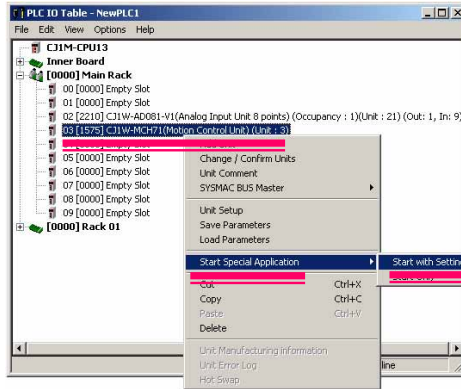 PLC IO Table - NewPLC1
File Edit View Options Help
CJ1M-CPU13
Inner Board
[0000] Main Rack
00 [0000] Empty Slot
01 [0000] Empty Slot
02 [2210] CJ1W-AD081-V1(Analog Input Unit 8 points) (Occupancy : 1)(Unit : 21) (Out: 1, In: 9)
03 [1575] CJ1W-MCH71(Motion Control Unit) (Unit : 3)
05 [0000] Empty Slot
06 [0000] Empty Slot
07 [0000] Empty Slot
08 [0000] Empty Slot
09 [0000] Empty Slot
[0000] Rack 01
Change / Confirm Units
Unit Comment
SYSMAC BUS Master
Unit Setup
Save Parameters
Load Parameters
Start Special Application
Start with Settin
Cut Ctrl+X
Copy Ctrl+C
Paste Ctrl+V
Delete
Unit Manufacturing information
Unit Error Log
Hot Swap
line